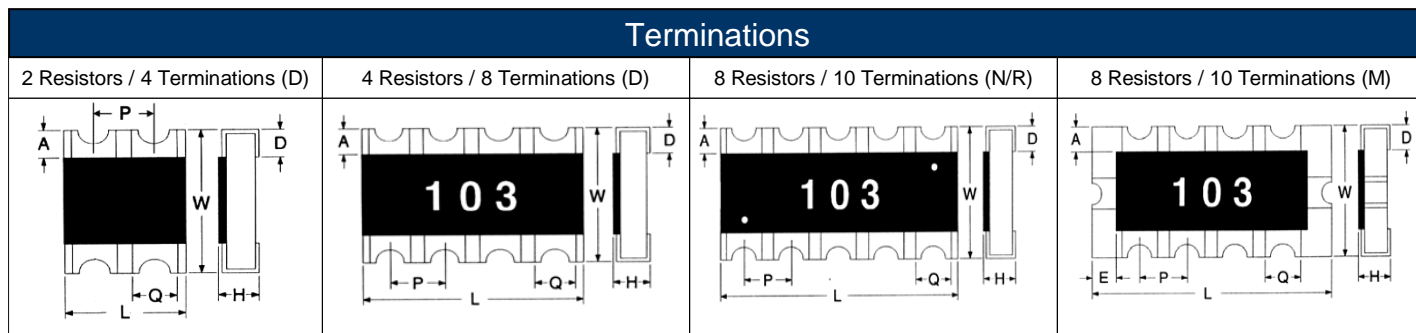 Terminations
2 Resistors / 4 Terminations (D)
4 Resistors / 8 Terminations (D)
8 Resistors / 10 Terminations (N/R)
8 Resistors / 10 Terminations (M)
P
A
D
W
Q
H
L
A
D
103
W
P
Q
H
L
A
D
103
W
P
Q
H
L
A
D
103
W
E
P
Q
H
L